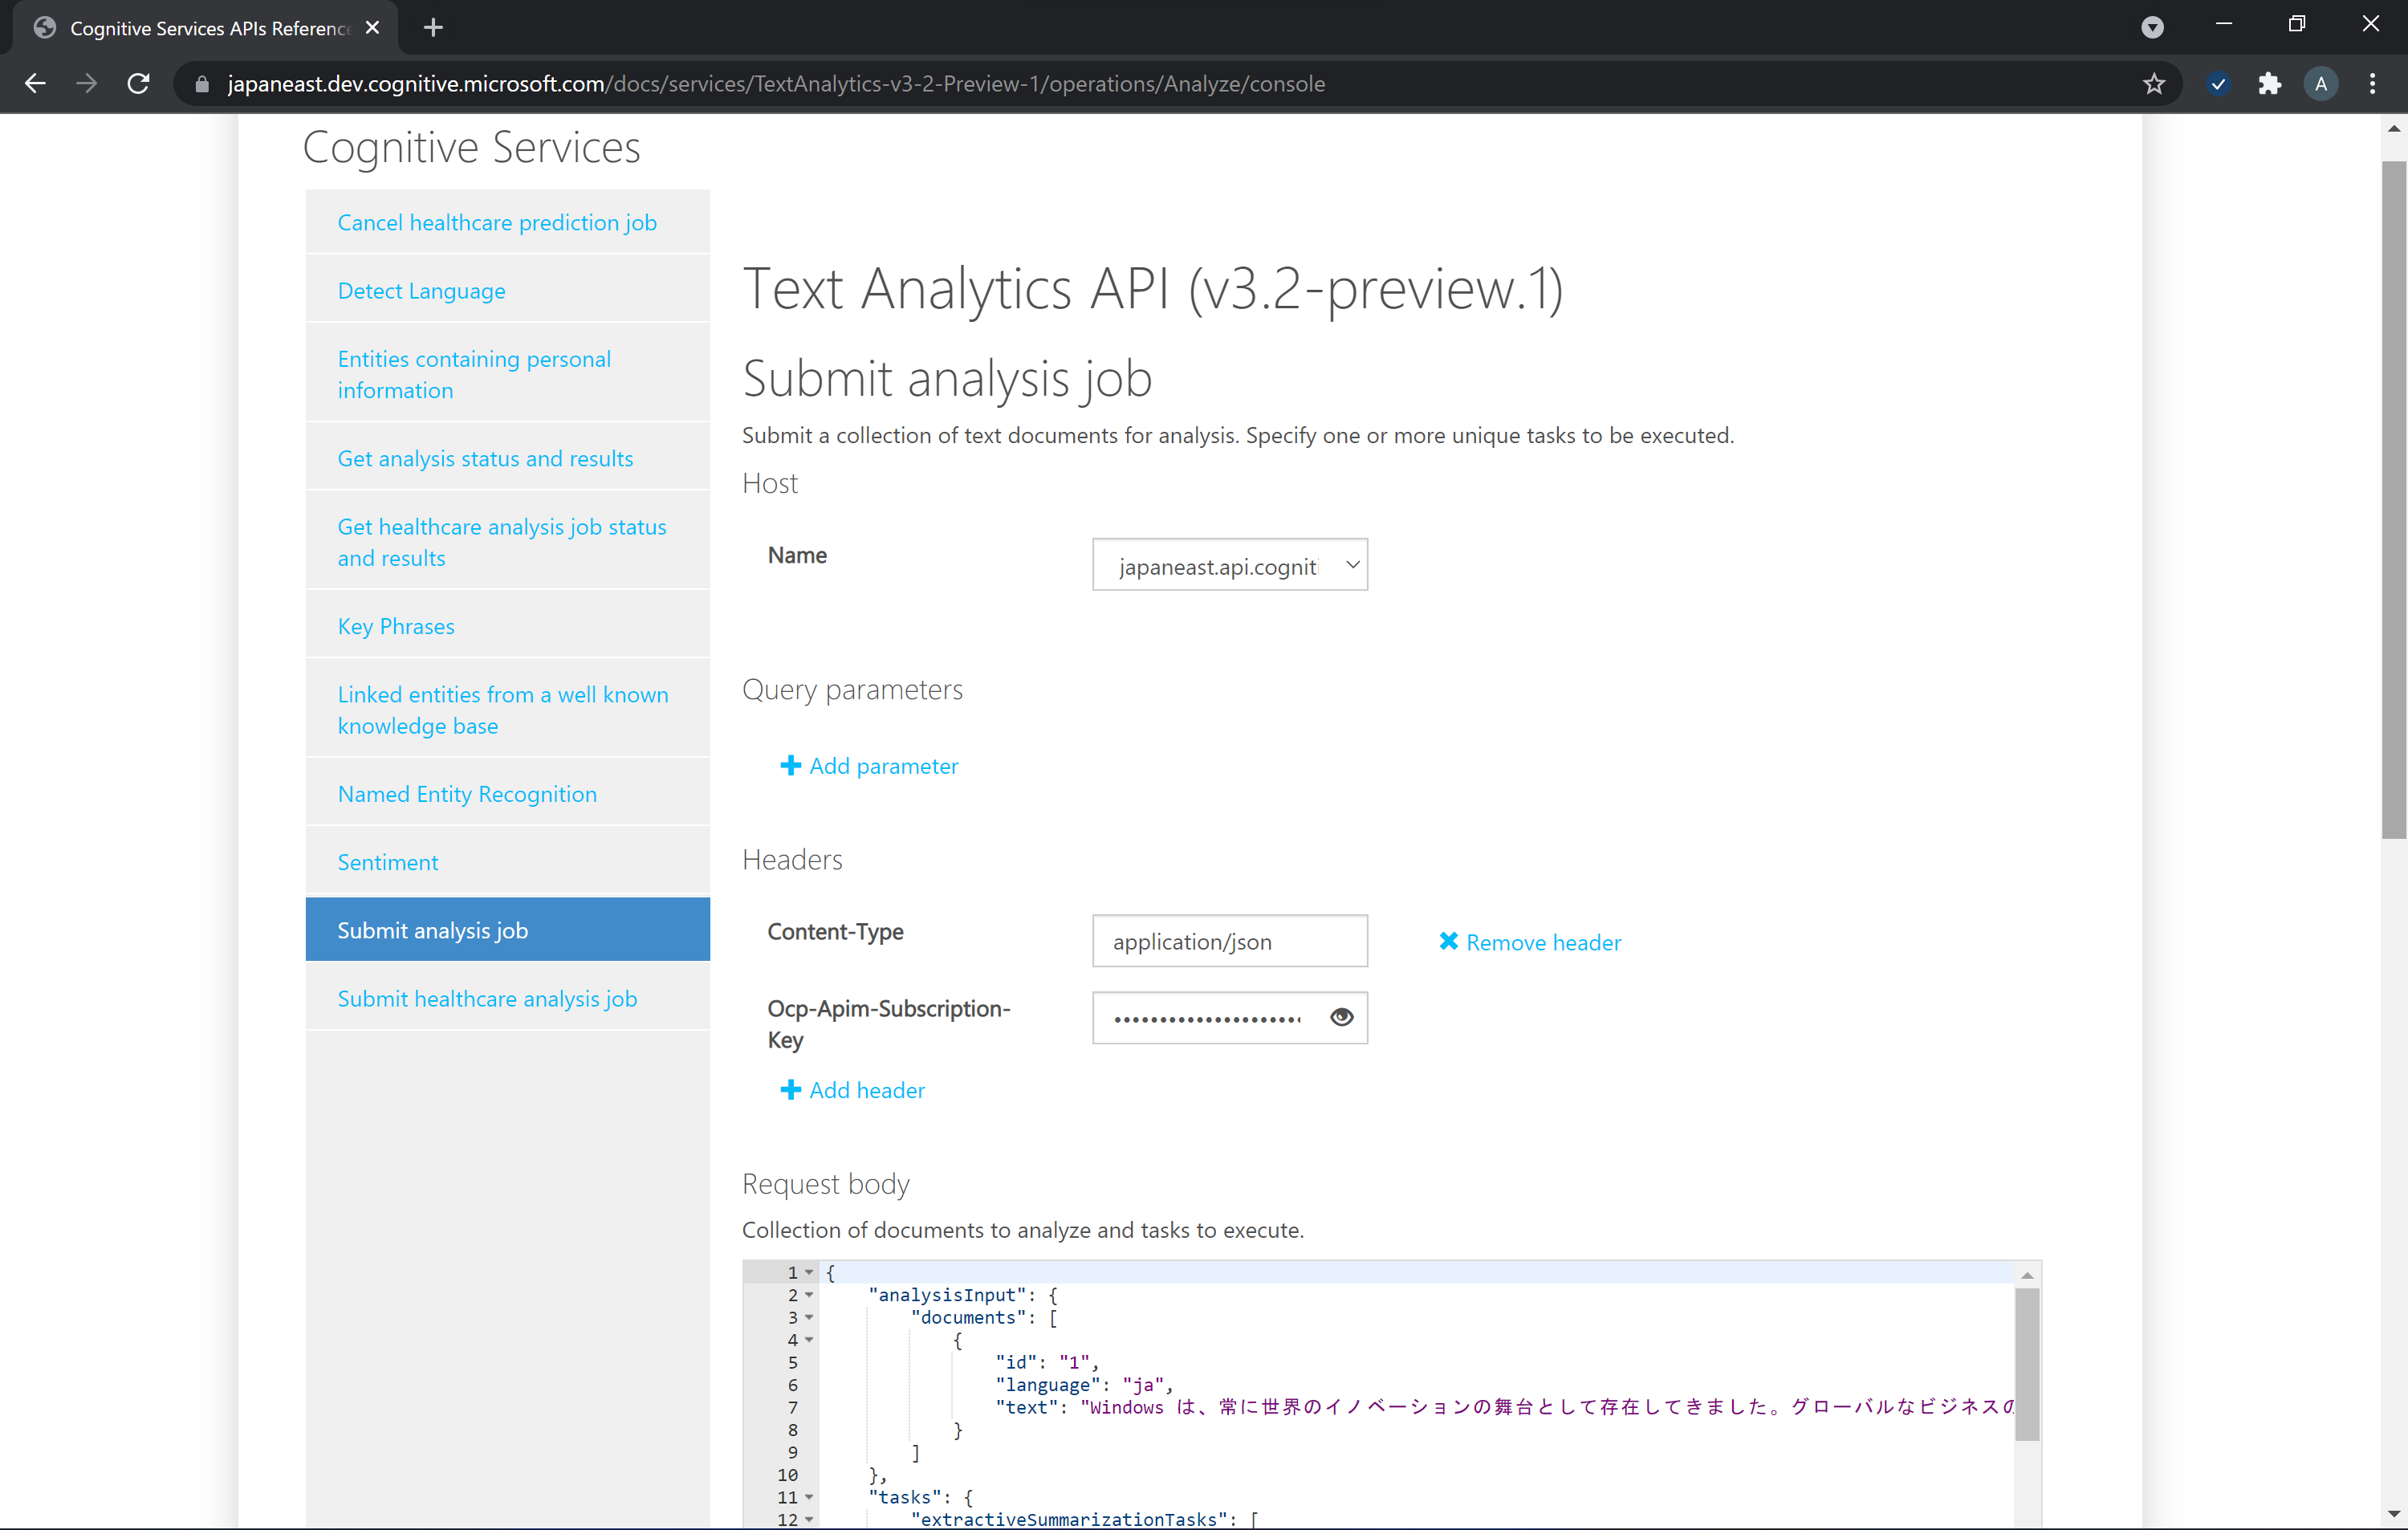 Cognitive Services APIs Reference
japaneast.dev.cognitive.microsoft.com/docs/services/TextAnalytics-v3-2-Preview-1/operations/Analyze/console
A
Cognitive Services
Cancel healthcare prediction job
Detect Language
Entities containing personal
information
Get analysis status and results
Get healthcare analysis job status
and results
Key Phrases
Linked entities from a well known
knowledge base
Named Entity Recognition
Sentiment
Submit analysis job
Submit healthcare analysis job
Text Analytics API (v3.2-preview.1)
Submit analysis job
Submit a collection of text documents for analysis. Specify one or more unique tasks to be executed.
Host
Name
japaneast.api.cogniti
Query parameters
Add parameter
Headers
Content-Type
application/json
Remove header
Ocp-Apim-Subscription-
Key
••••••••••••••••••••
Add header
Request body
Collection of documents to analyze and tasks to execute.
1 {
2 "analysisInput": {
3 "documents": [
4 {
5 "id": "1",
6 "language": "ja",
7 "text": "Windows は、常に世界のイノベーションの舞台として存在してきました。グローバルなビジネスの
8 }
9 ]
10 },
11 "tasks": {
12 "extractiveSummarizationTasks": [